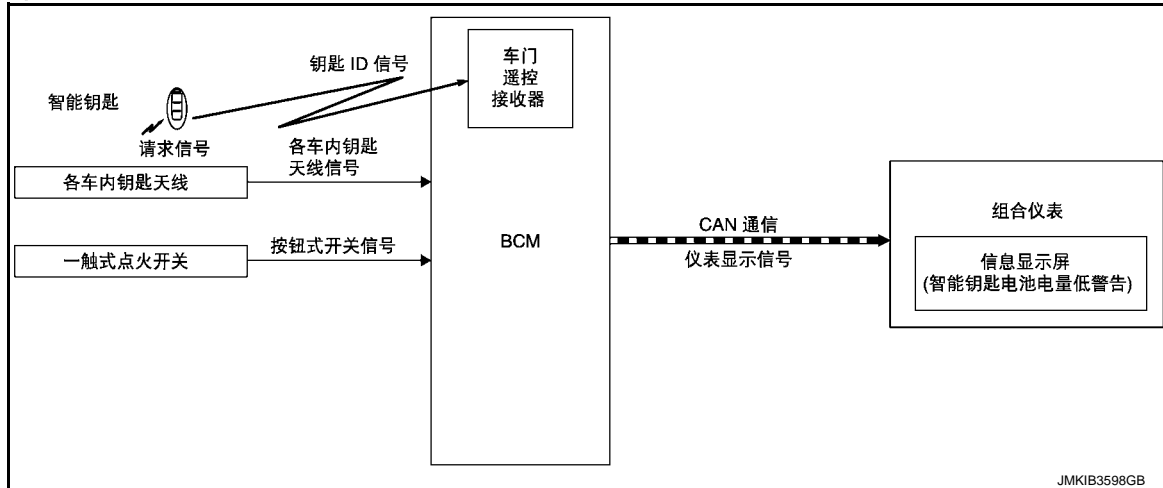 车门
遥控
接收器
钥匙 ID 信号
智能钥匙
请求信号
各车内钥匙
天线信号
各车内钥匙天线
一触式点火开关
按钮式开关信号
BCM
CAN 通信
仪表显示信号
组合仪表
信息显示屏
(智能钥匙电池电量低警告)
JMKIB3598GB